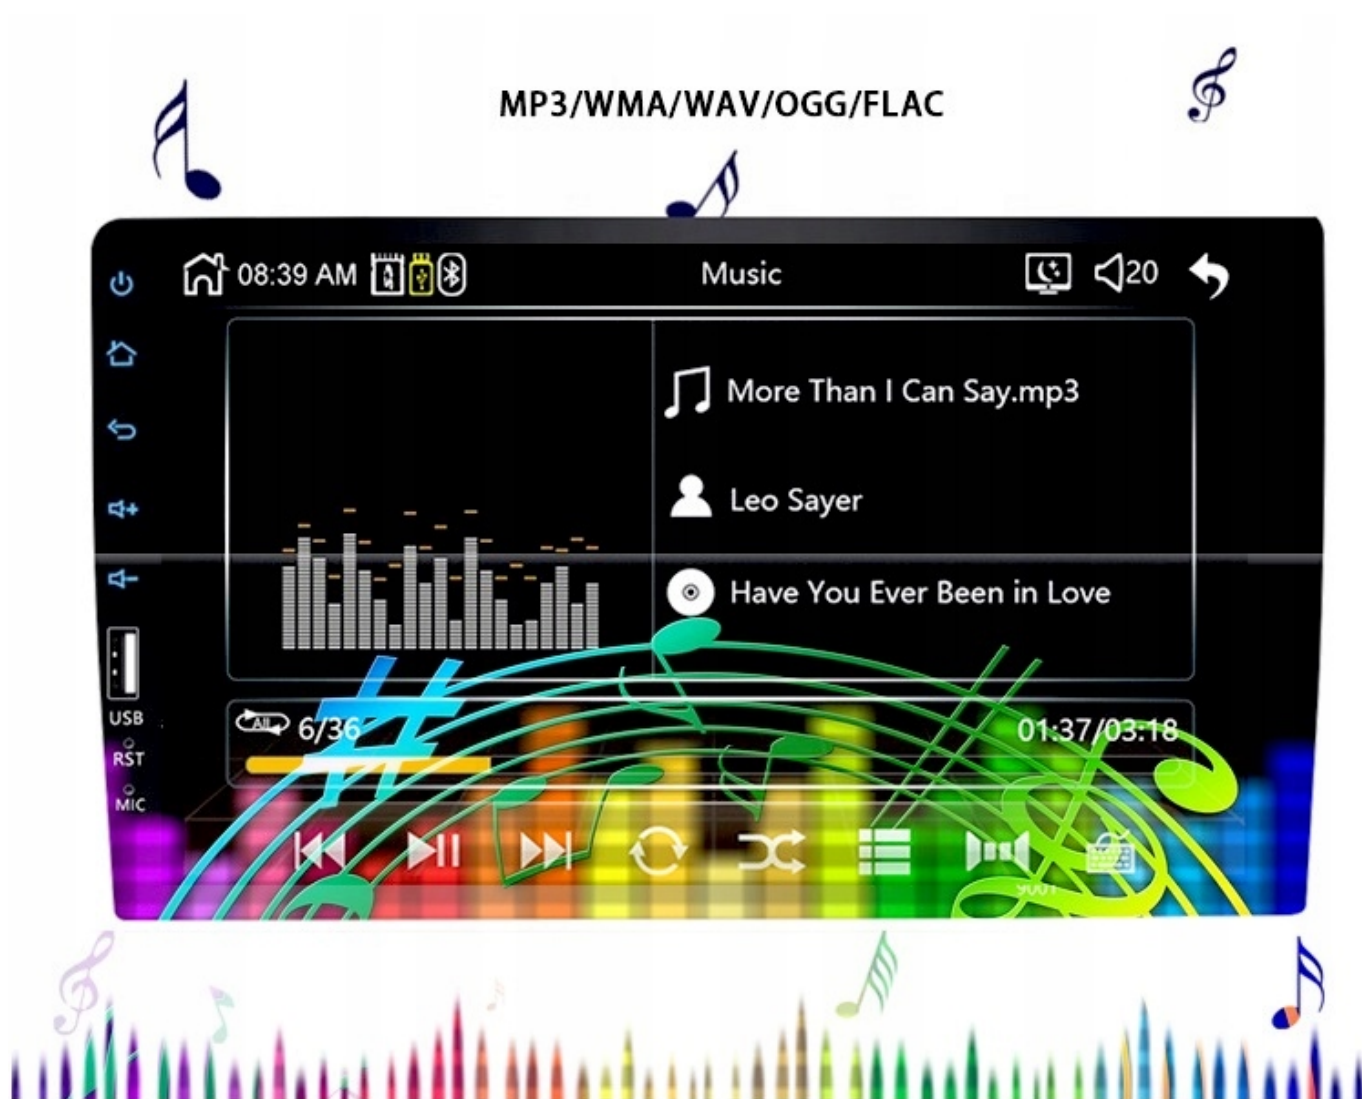 MP3/WMA/WAV/OGG/FLAC
08:39 AM
Music
20
More Than I Can Say.mp3
Leo Sayer
Have You Ever Been in Love
USB
RST
MIC
All
6/36
01:37/03:18
9001